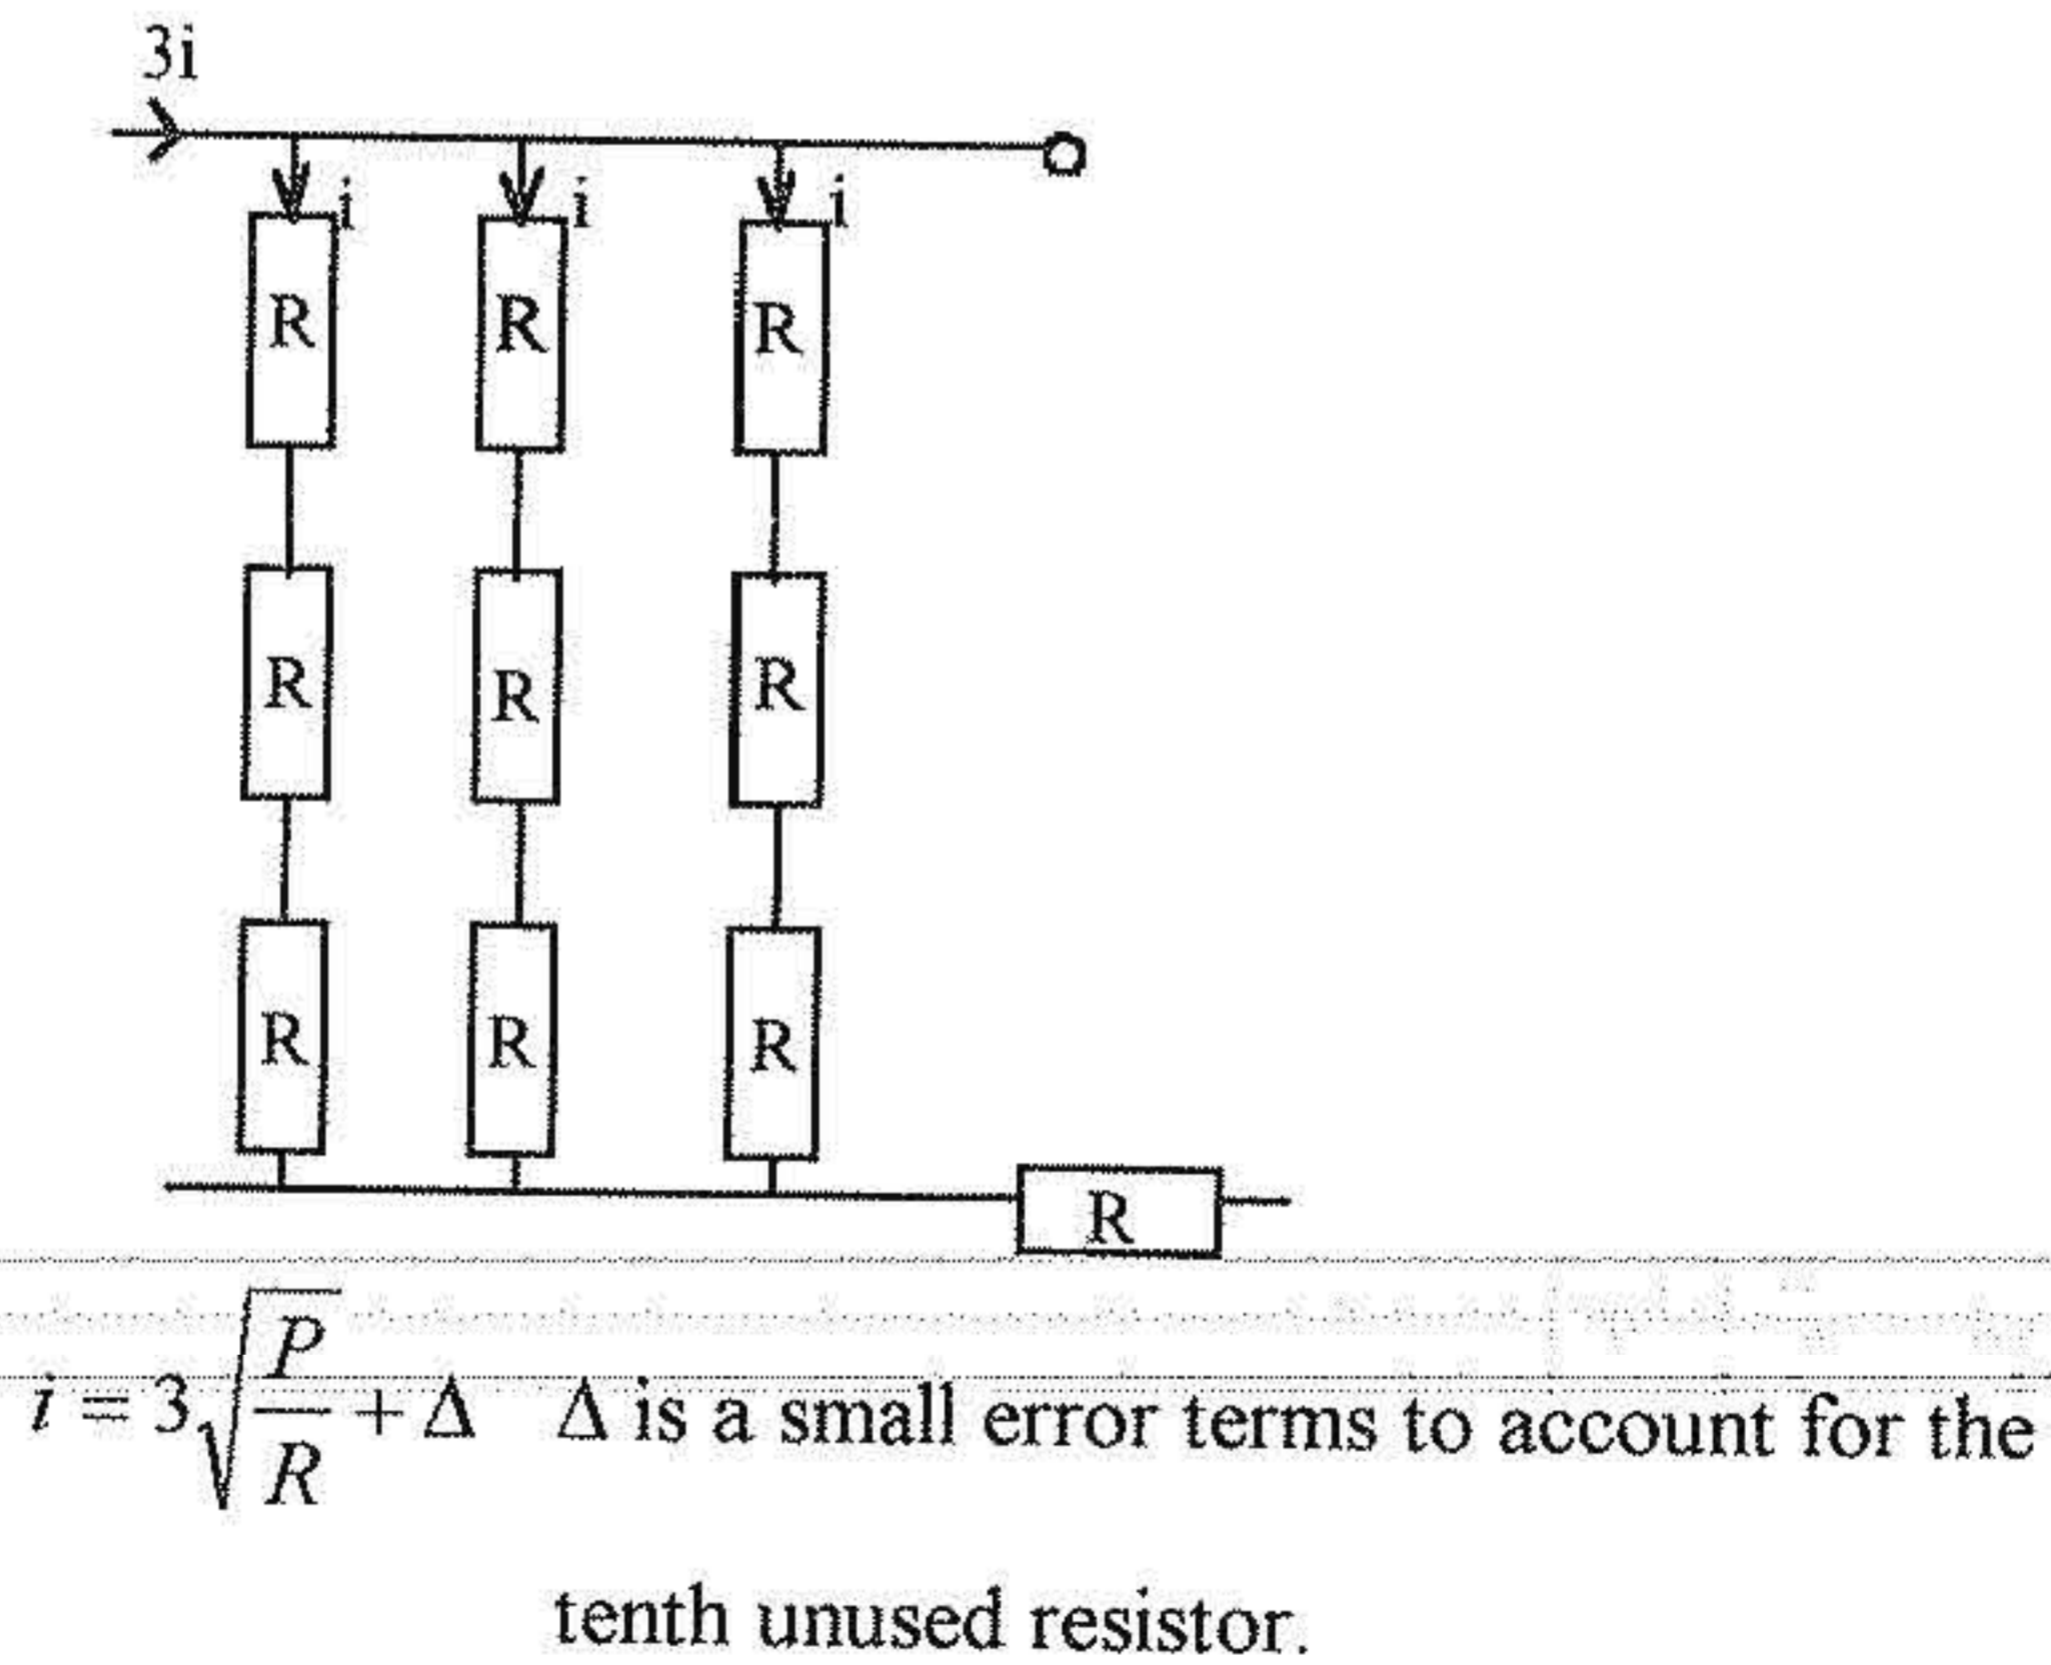 3i
i i i
R R R
R R R
R R R
R
i = 3√(P/R) + Δ Δ is a small error terms to account for the
tenth unused resistor.